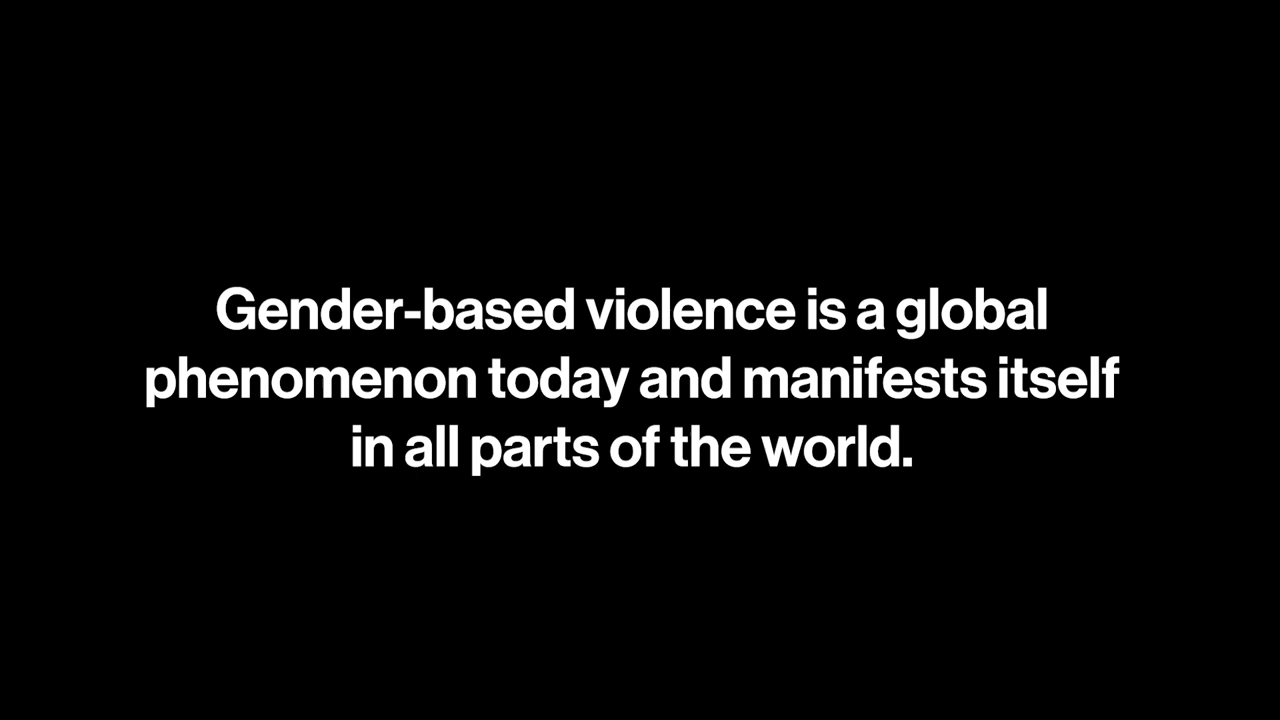 Gender-based violence is a global
phenomenon today and manifests itself
in all parts of the world.